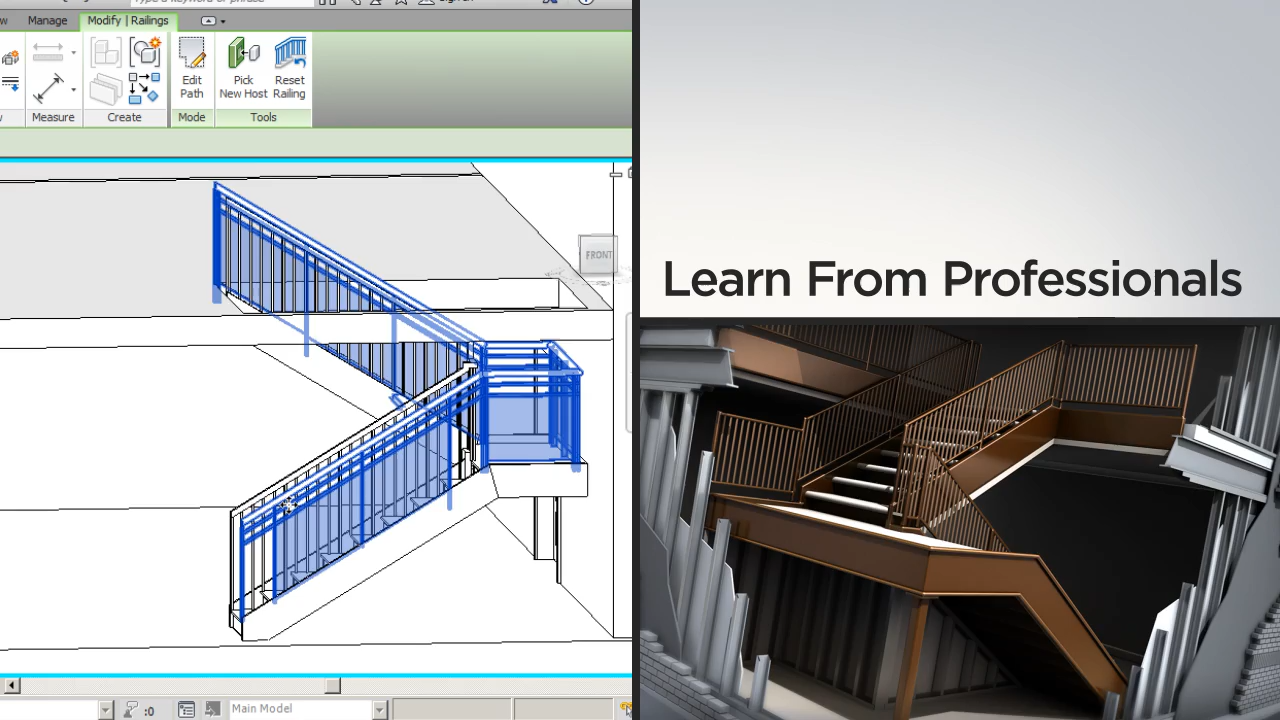 Manage
Modify | Railings
Edit
Path
Pick
New Host
Reset
Railing
Measure
Create
Mode
Tools
FRONT
Learn From Professionals
:0
Main Model